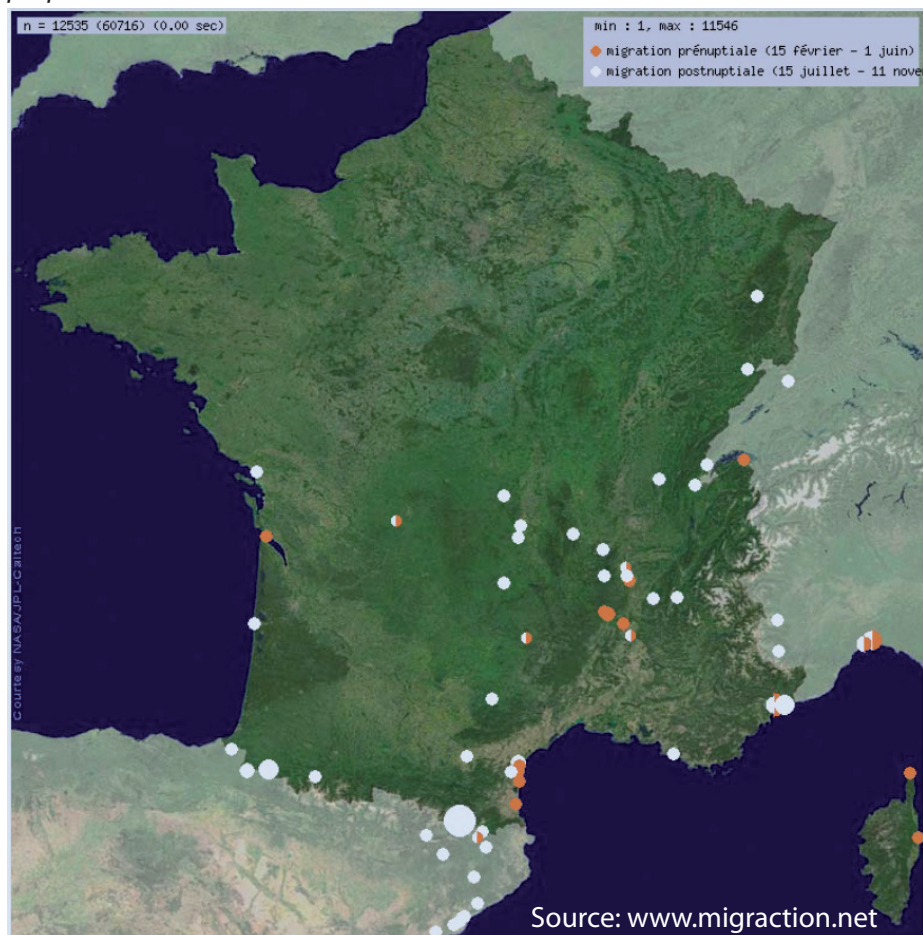 n = 12535 (60716) (0.00 sec)
min : 1, max : 11546
migration prénuptiale (15 février - 1 juin)
migration postnuptiale (15 juillet - 11 nove
Courtesy NASA/JPL-Caltech
Source: www.migraction.net